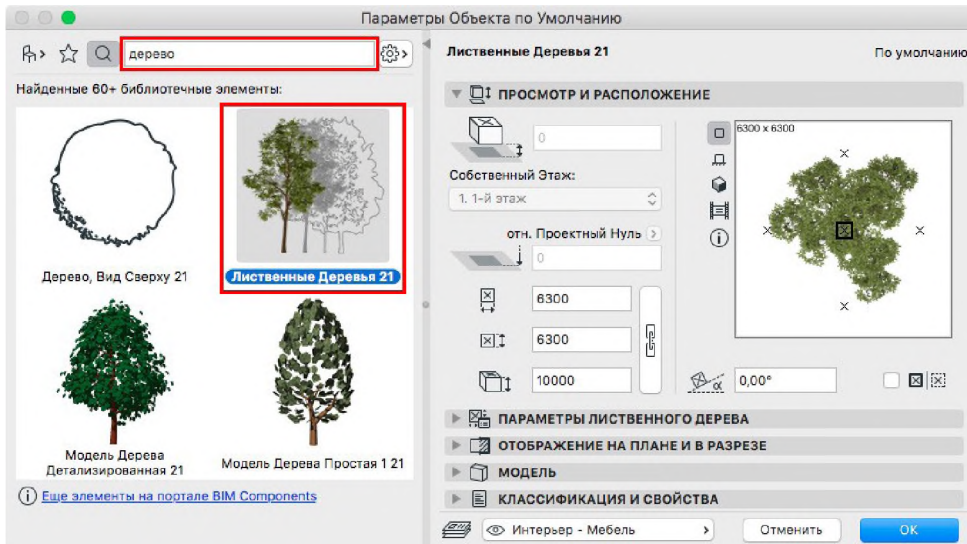 Параметры Объекта по Умолчанию
дерево
Найденные 60+ библиотечные элементы:
Дерево, Вид Сверху 21
Лиственные Деревья 21
Модель Дерева
Детализированная 21
Модель Дерева Простая 1 21
Еще элементы на портале BIM Components
Лиственные Деревья 21
По умолчанию
ПРОСМОТР И РАСПОЛОЖЕНИЕ
0
Собственный Этаж:
1. 1-й этаж
отн. Проектный Нуль
0
6300
6300
10000
6300 x 6300
α
0,00°
ПАРАМЕТРЫ ЛИСТВЕННОГО ДЕРЕВА
ОТОБРАЖЕНИЕ НА ПЛАНЕ И В РАЗРЕЗЕ
МОДЕЛЬ
КЛАССИФИКАЦИЯ И СВОЙСТВА
Интерьер - Мебель
Отменить
OK